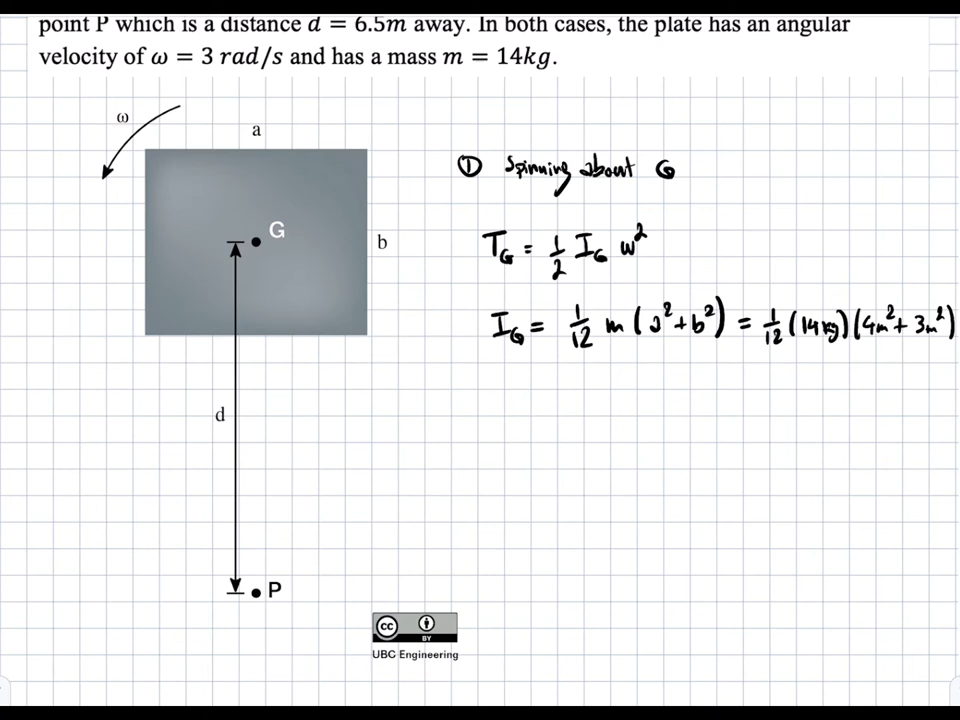 point P which is a distance d = 6.5m away. In both cases, the plate has an angular
velocity of ω = 3 rad/s and has a mass m = 14kg.
ω
a
① Spinning about G
G
b
T_G = 1/2 I_G ω²
I_G = 1/12 m (a² + b²) = 1/12 (14 kg) (4m² + 3m²)
d
P
cc BY
UBC Engineering